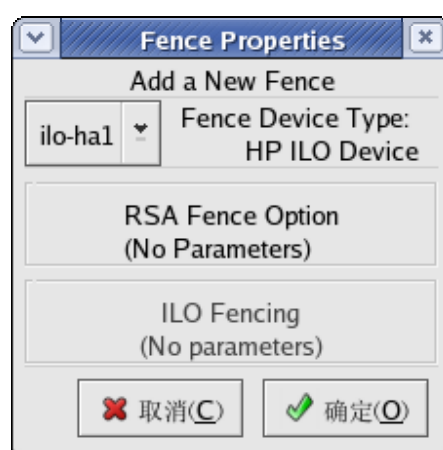 Fence Properties
Add a New Fence
ilo-ha1
Fence Device Type:
HP ILO Device
RSA Fence Option
(No Parameters)
ILO Fencing
(No parameters)
取消(C)
确定(O)